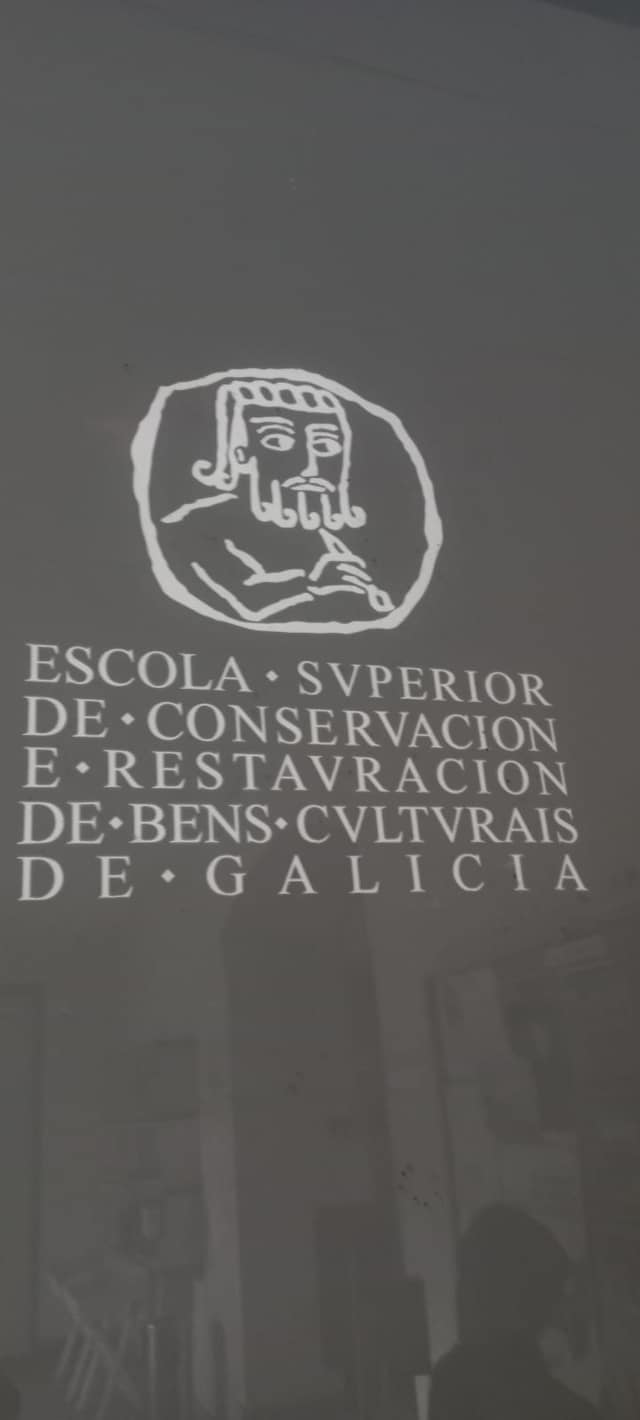 ESCOLA · SVPERIOR
DE · CONSERVACION
E · RESTAVRACION
DE · BENS · CVLTVRAIS
DE · GALICIA